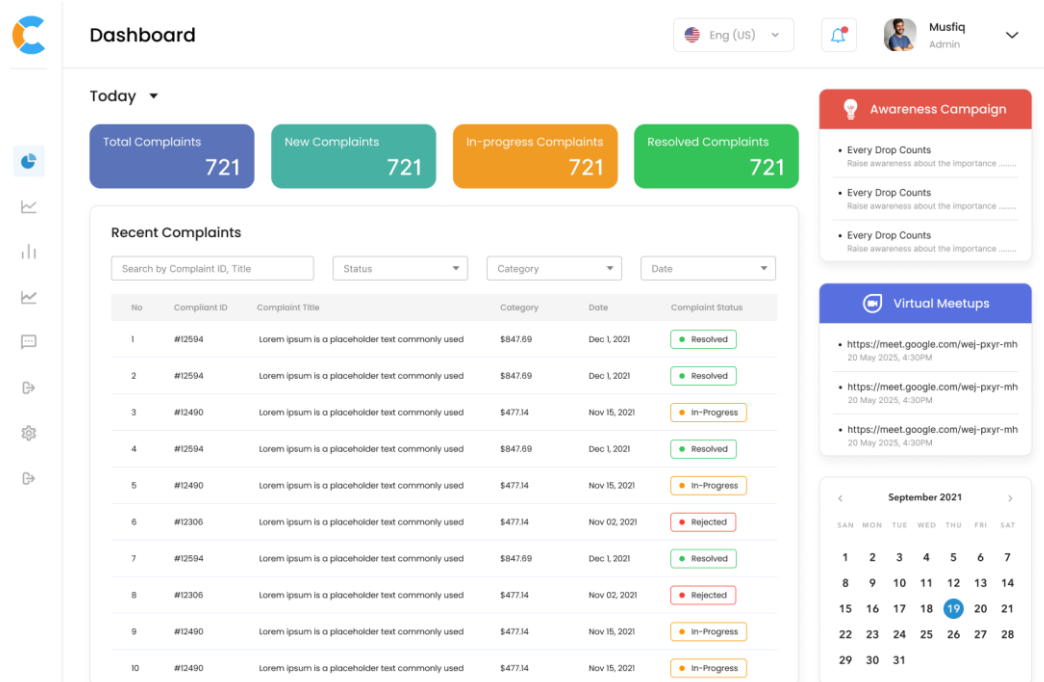 Dashboard
Eng (US)
Musfiq
Admin
Today
Total Complaints
721
New Complaints
721
In-progress Complaints
721
Resolved Complaints
721
Recent Complaints
Search by Complaint ID, Title
Status
Category
Date
No Compliant ID Complaint Title Category Date Complaint Status
1 #12594 Lorem ipsum is a placeholder text commonly used $847.69 Dec 1, 2021 Resolved
2 #12594 Lorem ipsum is a placeholder text commonly used $847.69 Dec 1, 2021 Resolved
3 #12490 Lorem ipsum is a placeholder text commonly used $477.14 Nov 15, 2021 In-Progress
4 #12594 Lorem ipsum is a placeholder text commonly used $847.69 Dec 1, 2021 Resolved
5 #12490 Lorem ipsum is a placeholder text commonly used $477.14 Nov 15, 2021 In-Progress
6 #12306 Lorem ipsum is a placeholder text commonly used $477.14 Nov 02, 2021 Rejected
7 #12594 Lorem ipsum is a placeholder text commonly used $847.69 Dec 1, 2021 Resolved
8 #12306 Lorem ipsum is a placeholder text commonly used $477.14 Nov 02, 2021 Rejected
9 #12490 Lorem ipsum is a placeholder text commonly used $477.14 Nov 15, 2021 In-Progress
10 #12490 Lorem ipsum is a placeholder text commonly used $477.14 Nov 15, 2021 In-Progress
Awareness Campaign
• Every Drop Counts
Raise awareness about the importance ........
• Every Drop Counts
Raise awareness about the importance ........
• Every Drop Counts
Raise awareness about the importance ........
Virtual Meetups
• https://meet.google.com/wej-pxyr-mh
20 May 2025, 4:30PM
• https://meet.google.com/wej-pxyr-mh
20 May 2025, 4:30PM
• https://meet.google.com/wej-pxyr-mh
20 May 2025, 4:30PM
< September 2021 >
SAN MON TUE WED THU FRI SAT
1 2 3 4 5 6 7
8 9 10 11 12 13 14
15 16 17 18 19 20 21
22 23 24 25 26 27 28
29 30 31